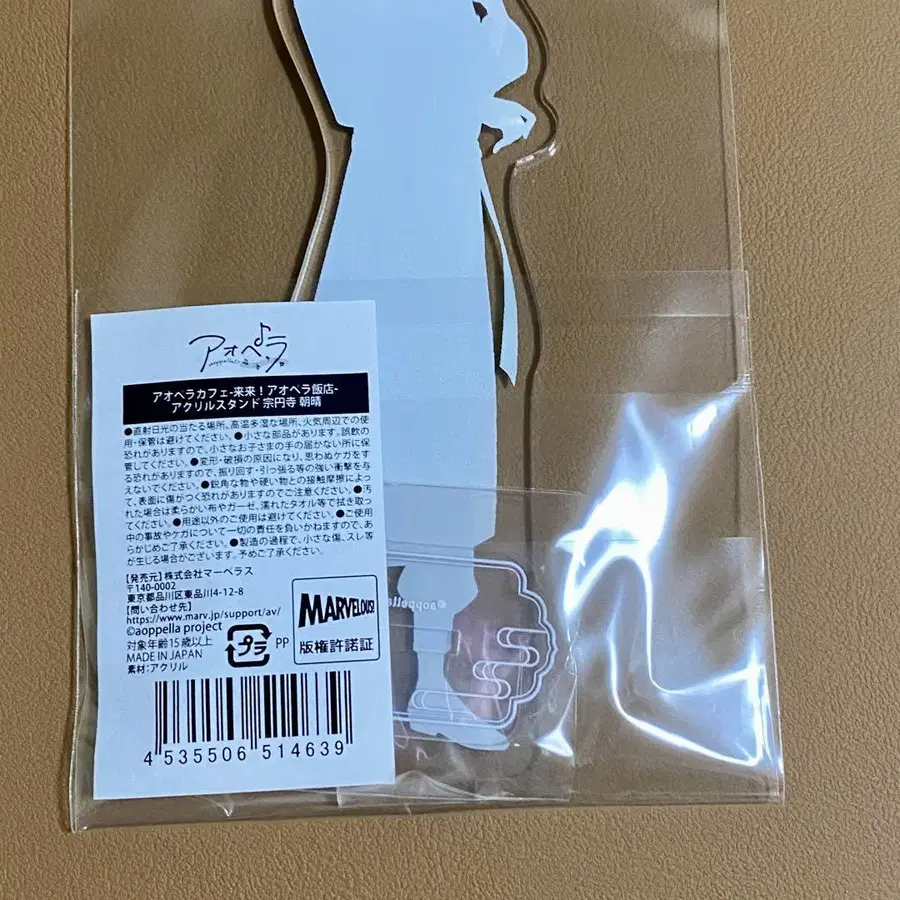 アオペラ
aoppella
アオペラカフェ-来来！アオペラ飯店-
アクリルスタンド 宗円寺 朝晴
●直射日光の当たる場所、高温多湿な場所、火気周辺での使
用・保管は避けてください。●小さな部品があります。誤飲の
恐れがありますので、小さなお子さまの手の届かない所に保
管してください。●変形・破損の原因になり、思わぬケガをす
る恐れがありますので、振り回す・引っ張る等の強い衝撃を与
えないでください。●鋭角な物や硬い物との接触摩擦によっ
て、表面に傷がつく恐れがありますのでご注意ください。●汚
れた場合は柔らかい布やガーゼ、濡れたタオル等で拭き取っ
てください。●用途以外のご使用は避けてください。●ご使用
中の事故やケガについて一切の責任を負いかねますので、あ
らかじめご了承ください。●製造の過程で、小さな傷、スレ等
が生じる場合がございます。予めご了承ください。
【発売元】株式会社マーベラス
〒140-0002
東京都品川区東品川4-12-8
【問い合わせ先】
https://www.marv.jp/support/av/
©aoppella project
対象年齢15歳以上
MADE IN JAPAN
素材：アクリル
プラ
PP
MARVELOUS!
版権許諾証
4 535506 514639
©aoppella